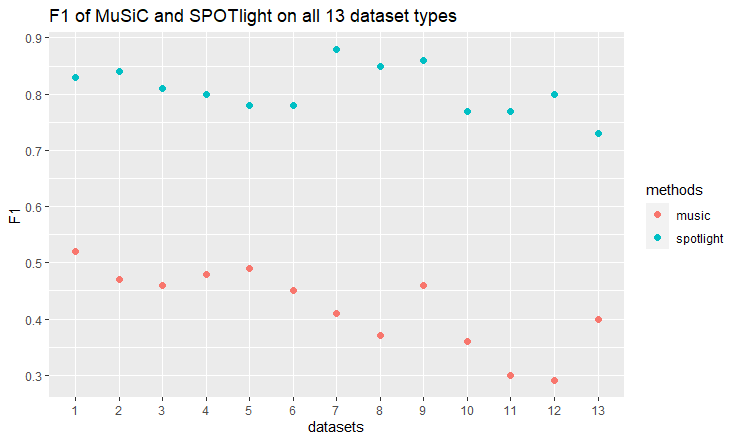 F1 of MuSiC and SPOTlight on all 13 dataset types
0.9
0.8
0.7
0.6
0.5
0.4
0.3
F1
1 2 3 4 5 6 7 8 9 10 11 12 13
datasets
methods
music
spotlight